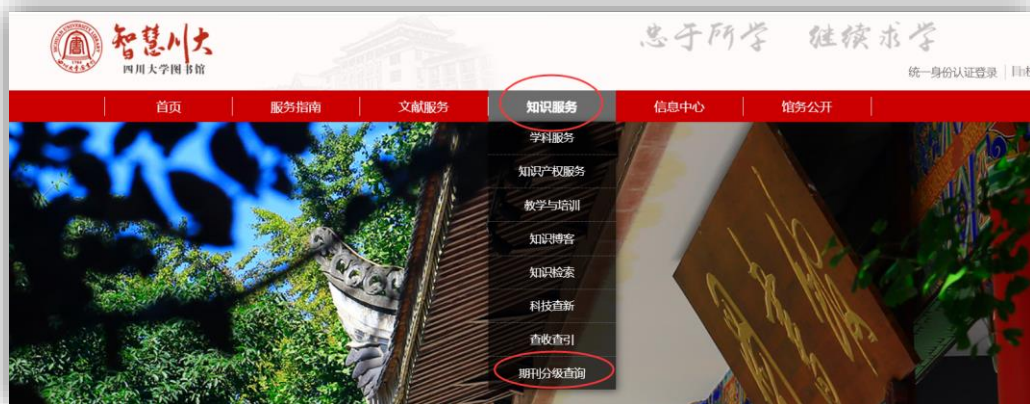 智慧川大
四川大学图书馆
忠于所学 继续求学
统一身份认证登录
首页 服务指南 文献服务 知识服务 信息中心 馆务公开
学科服务
知识产权服务
教学与培训
知识博客
知识检索
科技查新
查收查引
期刊分级查询